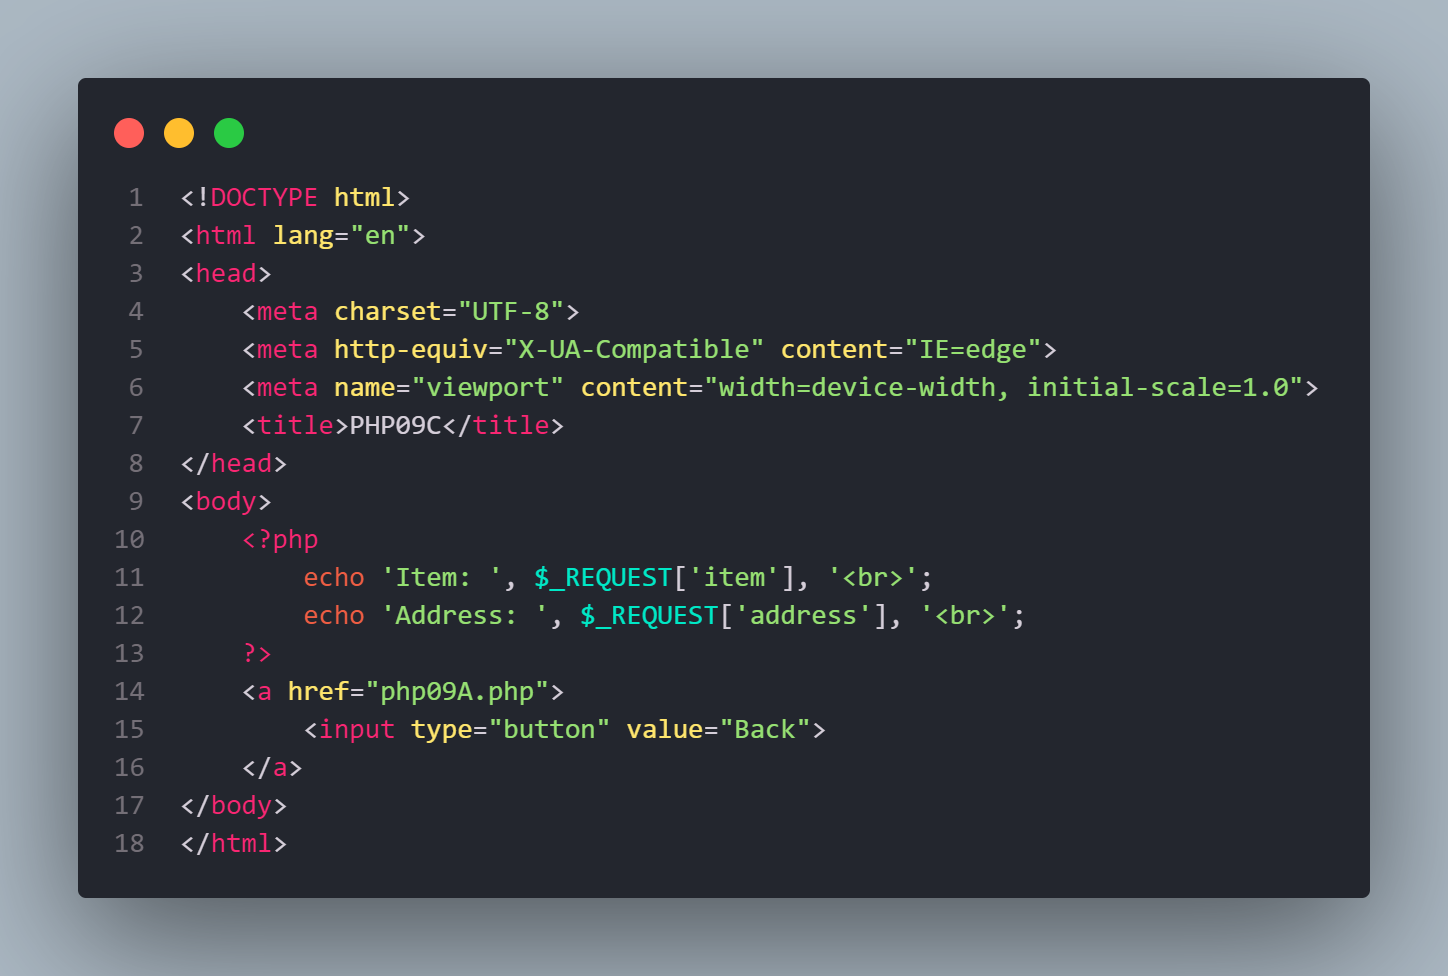 1 <!DOCTYPE html>
2 <html lang="en">
3 <head>
4     <meta charset="UTF-8">
5     <meta http-equiv="X-UA-Compatible" content="IE=edge">
6     <meta name="viewport" content="width=device-width, initial-scale=1.0">
7     <title>PHP09C</title>
8 </head>
9 <body>
10     <?php
11         echo 'Item: ', $_REQUEST['item'], '<br>';
12         echo 'Address: ', $_REQUEST['address'], '<br>';
13     ?>
14     <a href="php09A.php">
15         <input type="button" value="Back">
16     </a>
17 </body>
18 </html>